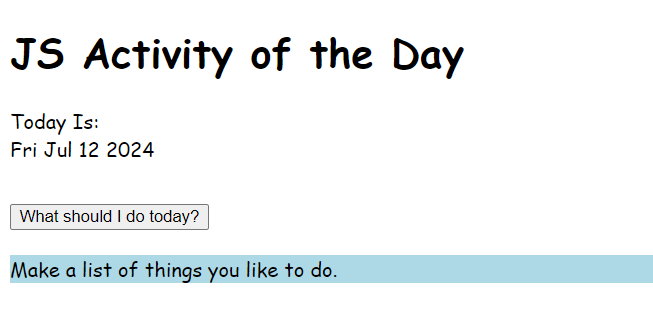 JS Activity of the Day
Today Is:
Fri Jul 12 2024
What should I do today?
Make a list of things you like to do.